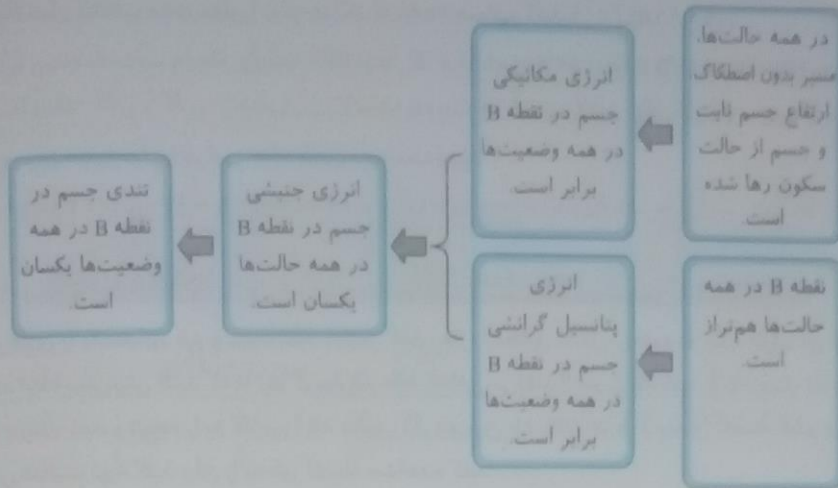 در همه حالت‌ها،
مسیر بدون اصطکاک،
ارتفاع جسم ثابت
و جسم از حالت
سکون رها شده
است.
انرژی مکانیکی
جسم در نقطه B
در همه وضعیت‌ها
برابر است.
نقطه B در همه
حالت‌ها هم‌تراز
است.
انرژی
پتانسیل گرانشی
جسم در نقطه B
در همه وضعیت‌ها
برابر است.
انرژی جنبشی
جسم در نقطه B
در همه حالت‌ها
یکسان است.
تندی جسم در
نقطه B در همه
وضعیت‌ها یکسان
است.